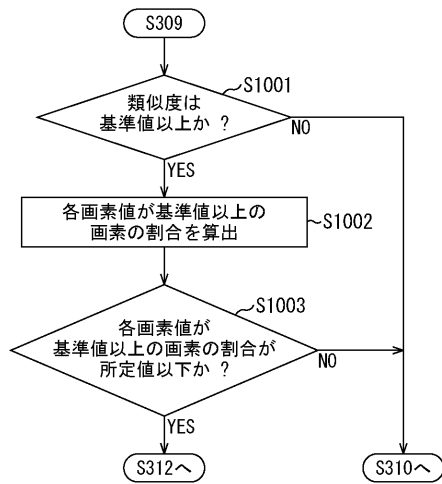 S309
S1001
類似度は
基準値以上か ?
NO
YES
各画素値が基準値以上の
画素の割合を算出
S1002
S1003
各画素値が
基準値以上の画素の割合が
所定値以下か ?
NO
YES
S312へ
S310へ